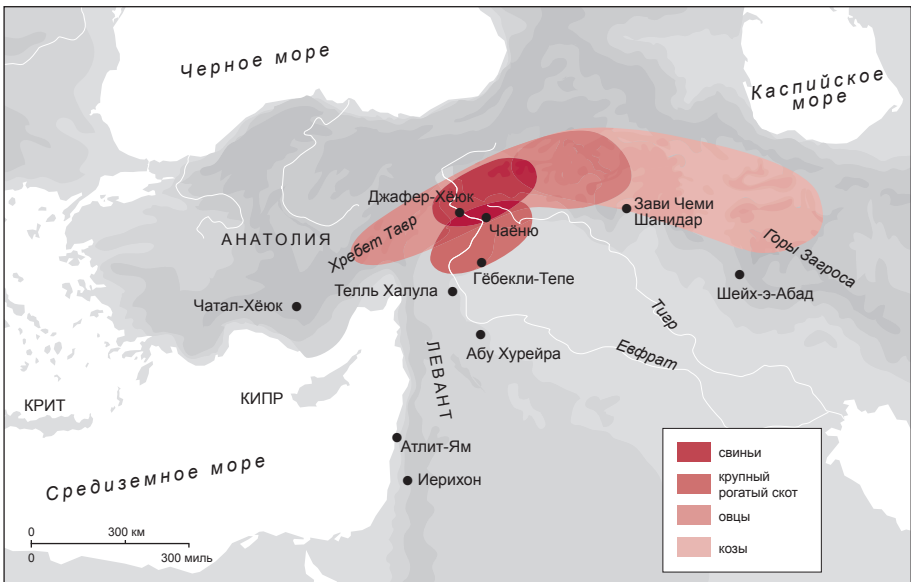 Черное море
Каспийское
море
Джафер-Хёюк
Зави Чеми
Шанидар
Чаёню
АНАТОЛИЯ
Хребет Тавр
Горы Загроса
Гёбекли-Тепе
Шейх-э-Абад
Телль Халула
Чатал-Хёюк
Тигр
Абу Хурейра
Евфрат
ЛЕВАНТ
КРИТ
КИПР
Атлит-Ям
Средиземное море
Иерихон
свиньи
крупный
рогатый скот
овцы
козы
0 300 км
0 300 миль